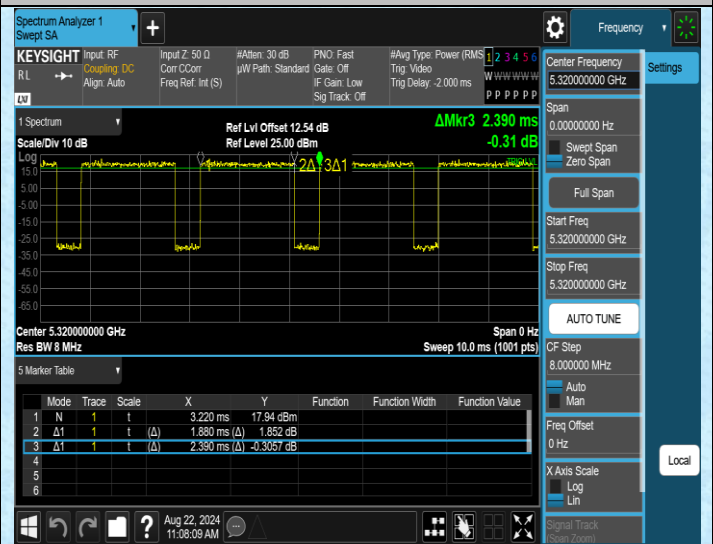 Spectrum Analyzer 1
Swept SA
+
Frequency
KEYSIGHT
RL
LXI
Input: RF
Coupling: DC
Align: Auto
Input Z: 50 Ω
Corr CCorr
Freq Ref: Int (S)
#Atten: 30 dB
µW Path: Standard
PNO: Fast
Gate: Off
IF Gain: Low
Sig Track: Off
#Avg Type: Power (RMS
Trig: Video
Trig Delay: -2.000 ms
1 2 3 4 5 6
W W W W W W
P P P P P P
1 Spectrum
Scale/Div 10 dB
Ref Lvl Offset 12.54 dB
Ref Level 25.00 dBm
ΔMkr3 2.390 ms
-0.31 dB
Log
15.0
5.00
-5.00
-15.0
-25.0
-35.0
-45.0
-55.0
-65.0
2Δ1
3Δ1
Center 5.320000000 GHz
Span 0 Hz
Res BW 8 MHz
Sweep 10.0 ms (1001 pts)
5 Marker Table
Mode Trace Scale X Y Function Function Width Function Value
1 N 1 t 3.220 ms 17.94 dBm
2 Δ1 1 t (Δ) 1.880 ms (Δ) 1.852 dB
3 Δ1 1 t (Δ) 2.390 ms (Δ) -0.3057 dB
4
5
6
Aug 22, 2024
11:08:09 AM
?
Center Frequency
5.320000000 GHz
Span
0.00000000 Hz
Swept Span
Zero Span
Full Span
Start Freq
5.320000000 GHz
Stop Freq
5.320000000 GHz
AUTO TUNE
CF Step
8.000000 MHz
Auto
Man
Freq Offset
0 Hz
X Axis Scale
Log
Lin
Signal Track
(Span Zoom)
Settings
Local